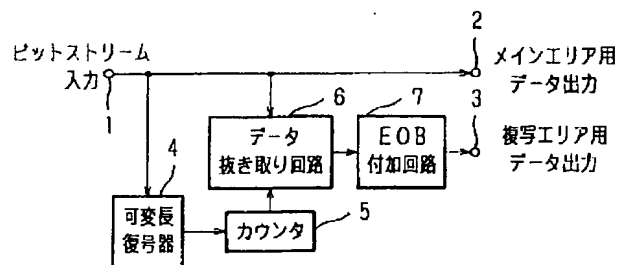 ビットストリーム
入力
1
2
メインエリア用
データ出力
6
7
3
データ
抜き取り回路
EOB
付加回路
複写エリア用
データ出力
4
可変長
復号器
カウンタ
5